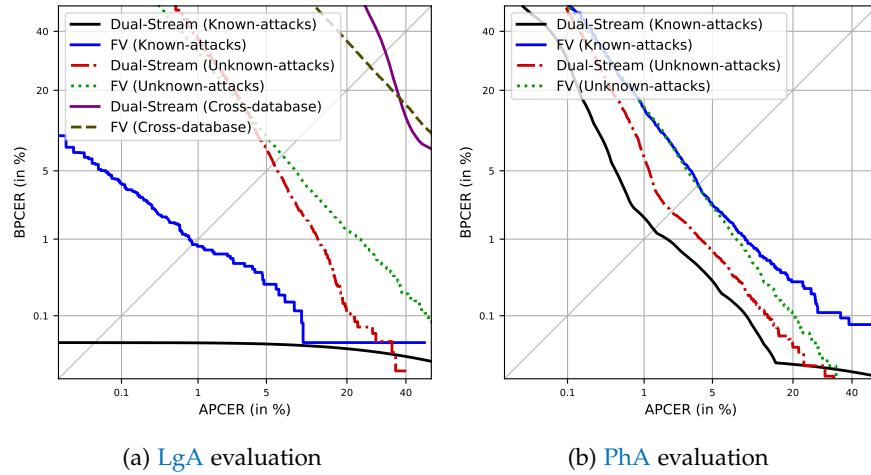 Dual-Stream (Known-attacks)
FV (Known-attacks)
Dual-Stream (Unknown-attacks)
FV (Unknown-attacks)
Dual-Stream (Cross-database)
FV (Cross-database)
BPCER (in %)
40
20
5
1
0.1
0.1 1 5 20 40
APCER (in %)
(a) LgA evaluation
Dual-Stream (Known-attacks)
FV (Known-attacks)
Dual-Stream (Unknown-attacks)
FV (Unknown-attacks)
BPCER (in %)
40
20
5
1
0.1
0.1 1 5 20 40
APCER (in %)
(b) PhA evaluation